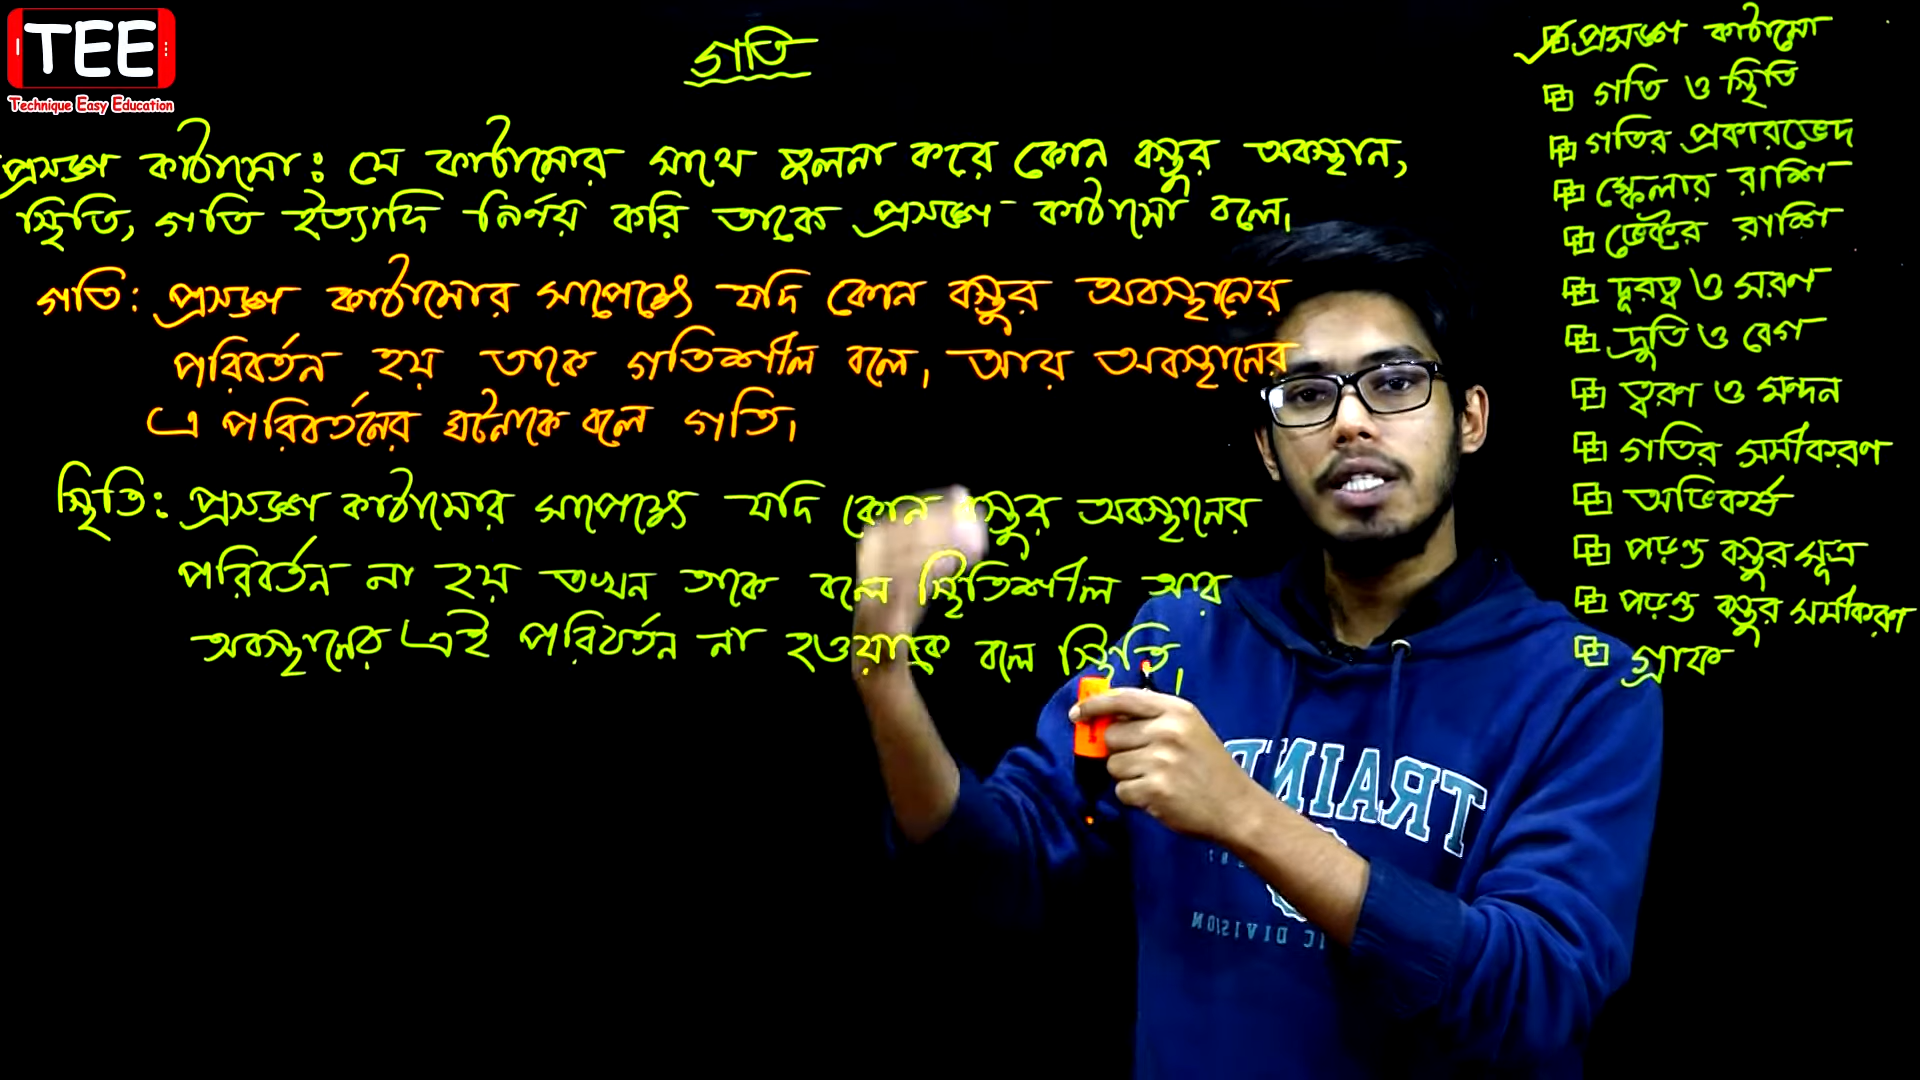 TEE
Technique Easy Education
গতি
প্রসঙ্গ কাঠামো: যে কাঠামোর সাথে তুলনা করে কোন বস্তুর অবস্থান,
স্থিতি, গতি ইত্যাদি নির্ণয় করি তাকে প্রসঙ্গ কাঠামো বলে।
গতি: প্রসঙ্গ কাঠামোর সাপেক্ষে যদি কোন বস্তুর অবস্থানের
পরিবর্তন হয় তাকে গতিশীল বলে, আর অবস্থানের
এ পরিবর্তনের ঘটনাকে বলে গতি।
স্থিতি: প্রসঙ্গ কাঠামোর সাপেক্ষে যদি কোন বস্তুর অবস্থানের
পরিবর্তন না হয় তখন তাকে বলে স্থিতিশীল আর
অবস্থানের এই পরিবর্তন না হওয়াকে বলে স্থিতি।
প্রসঙ্গ কাঠামো
গতি ও স্থিতি
গতির প্রকারভেদ
স্কেলার রাশি
ভেক্টর রাশি
দূরত্ব ও সরণ
দ্রুতি ও বেগ
ত্বরণ ও মন্দন
গতির সমীকরণ
অভিকর্ষ
পড়ন্ত বস্তুর সূত্র
পড়ন্ত বস্তুর সমীকরণ
গ্রাফ
TRAIN
IC DIVISION